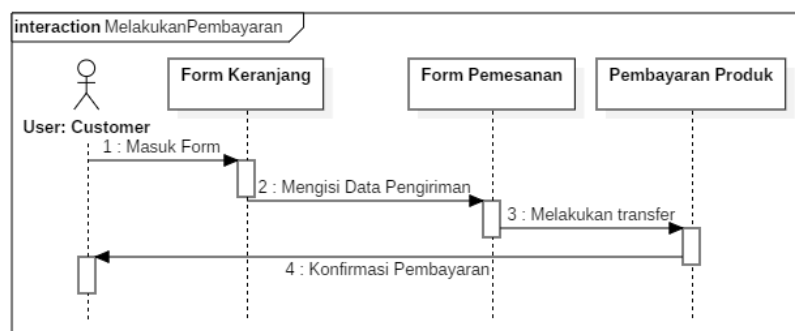 interaction MelakukanPembayaran
Form Keranjang
Form Pemesanan
Pembayaran Produk
User: Customer
1 : Masuk Form
2 : Mengisi Data Pengiriman
3 : Melakukan transfer
4 : Konfirmasi Pembayaran